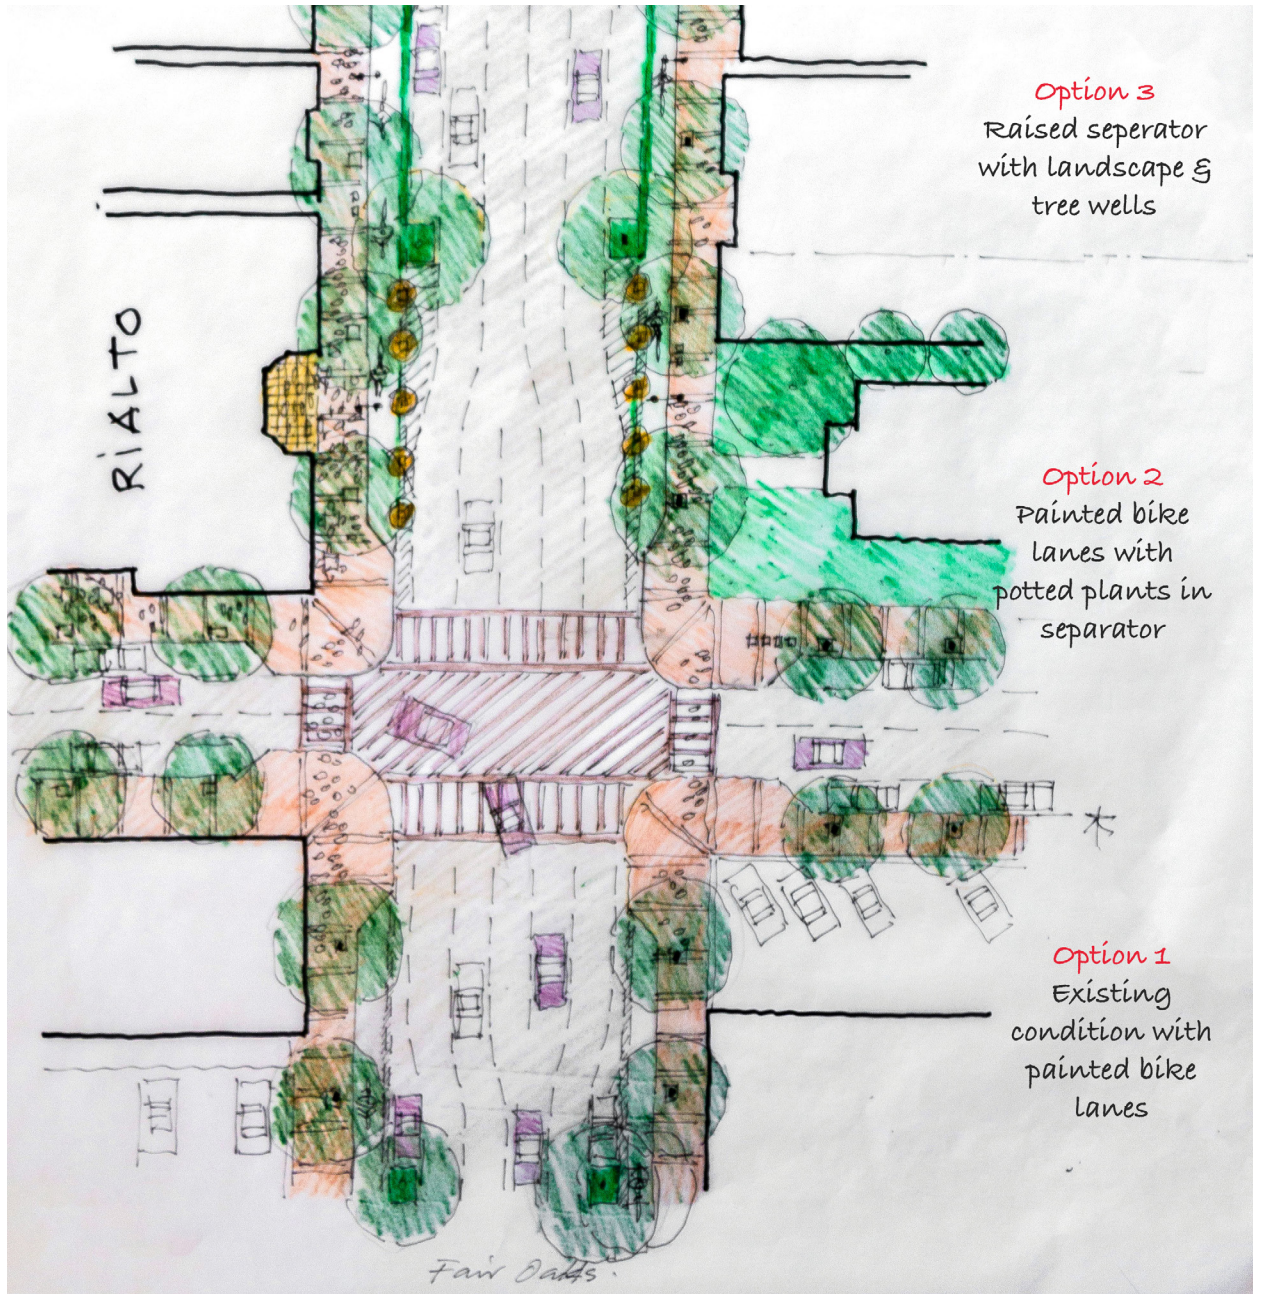 Option 3
Raised seperator
with landscape &
tree wells
RiALTO
Option 2
Painted bike
lanes with
potted plants in
separator
Option 1
Existing
condition with
painted bike
lanes
Fair Oaks.